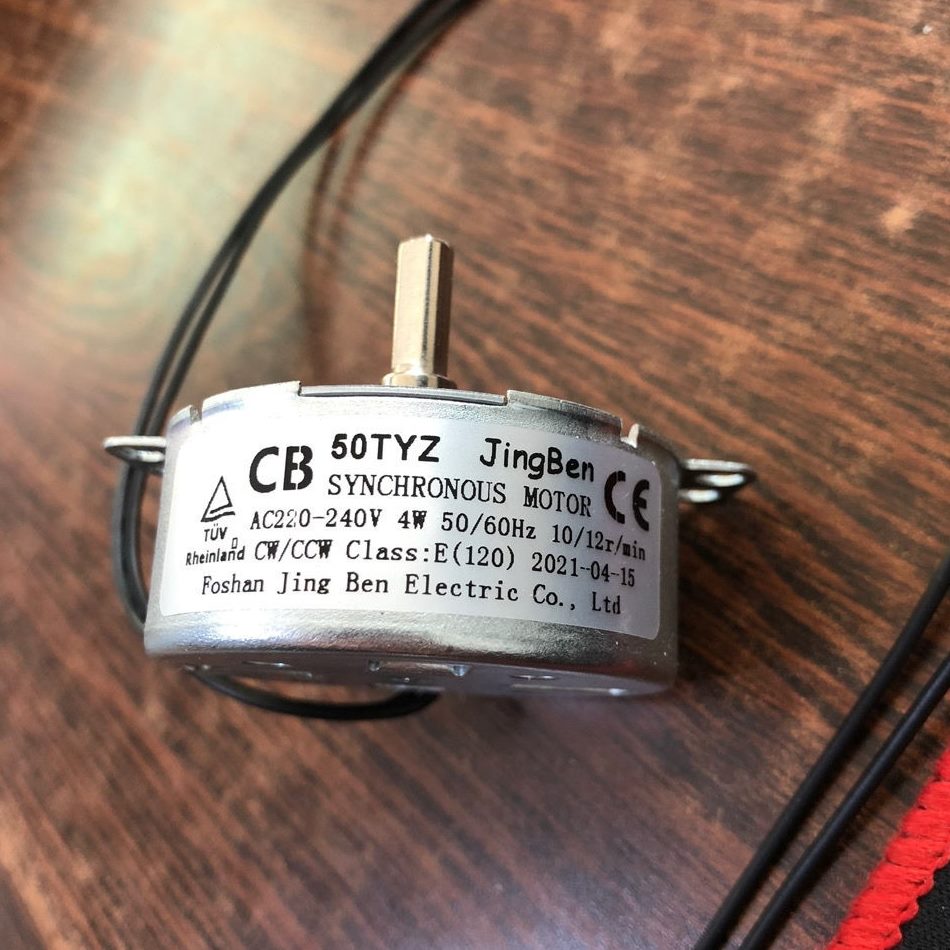 CB 50TYZ JingBen
SYNCHRONOUS MOTOR CE
TÜV Rheinland
AC220-240V 4W 50/60Hz 10/12r/min
CW/CCW Class:E(120) 2021-04-15
Foshan Jing Ben Electric Co., Ltd